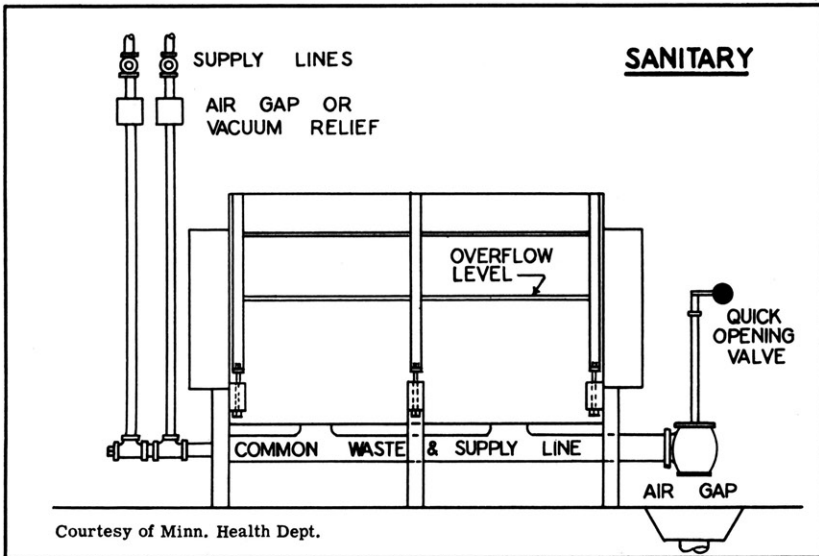 SANITARY
SUPPLY LINES
AIR GAP OR
VACUUM RELIEF
OVERFLOW
LEVEL
QUICK
OPENING
VALVE
COMMON WASTE & SUPPLY LINE
AIR GAP
Courtesy of Minn. Health Dept.